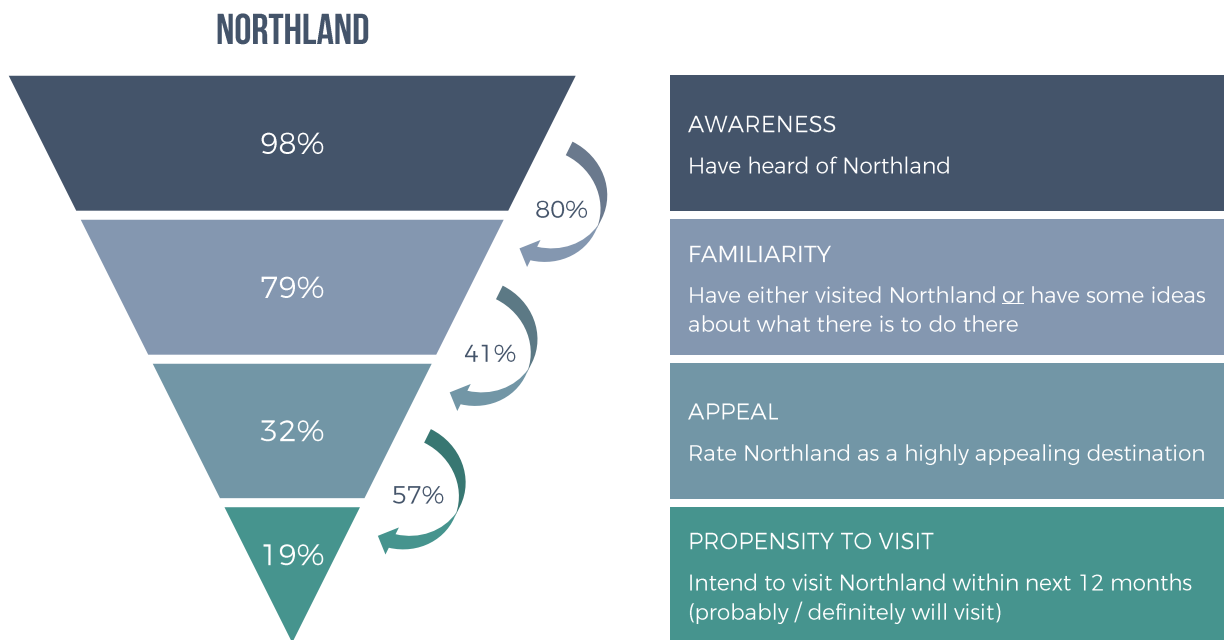 NORTHLAND
98%
80%
79%
41%
32%
57%
19%
AWARENESS
Have heard of Northland
FAMILIARITY
Have either visited Northland or have some ideas
about what there is to do there
APPEAL
Rate Northland as a highly appealing destination
PROPENSITY TO VISIT
Intend to visit Northland within next 12 months
(probably / definitely will visit)